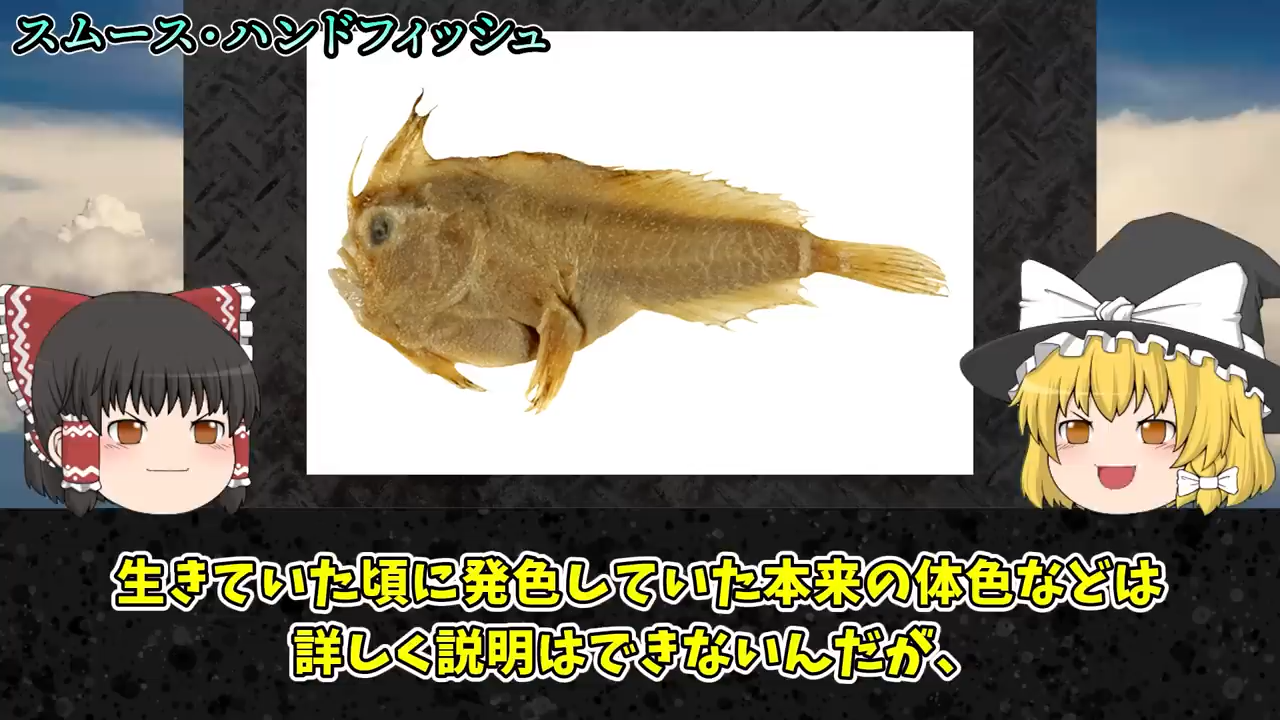 スムース・ハンドフィッシュ
生きていた頃に発色していた本来の体色などは
詳しく説明はできないんだが、